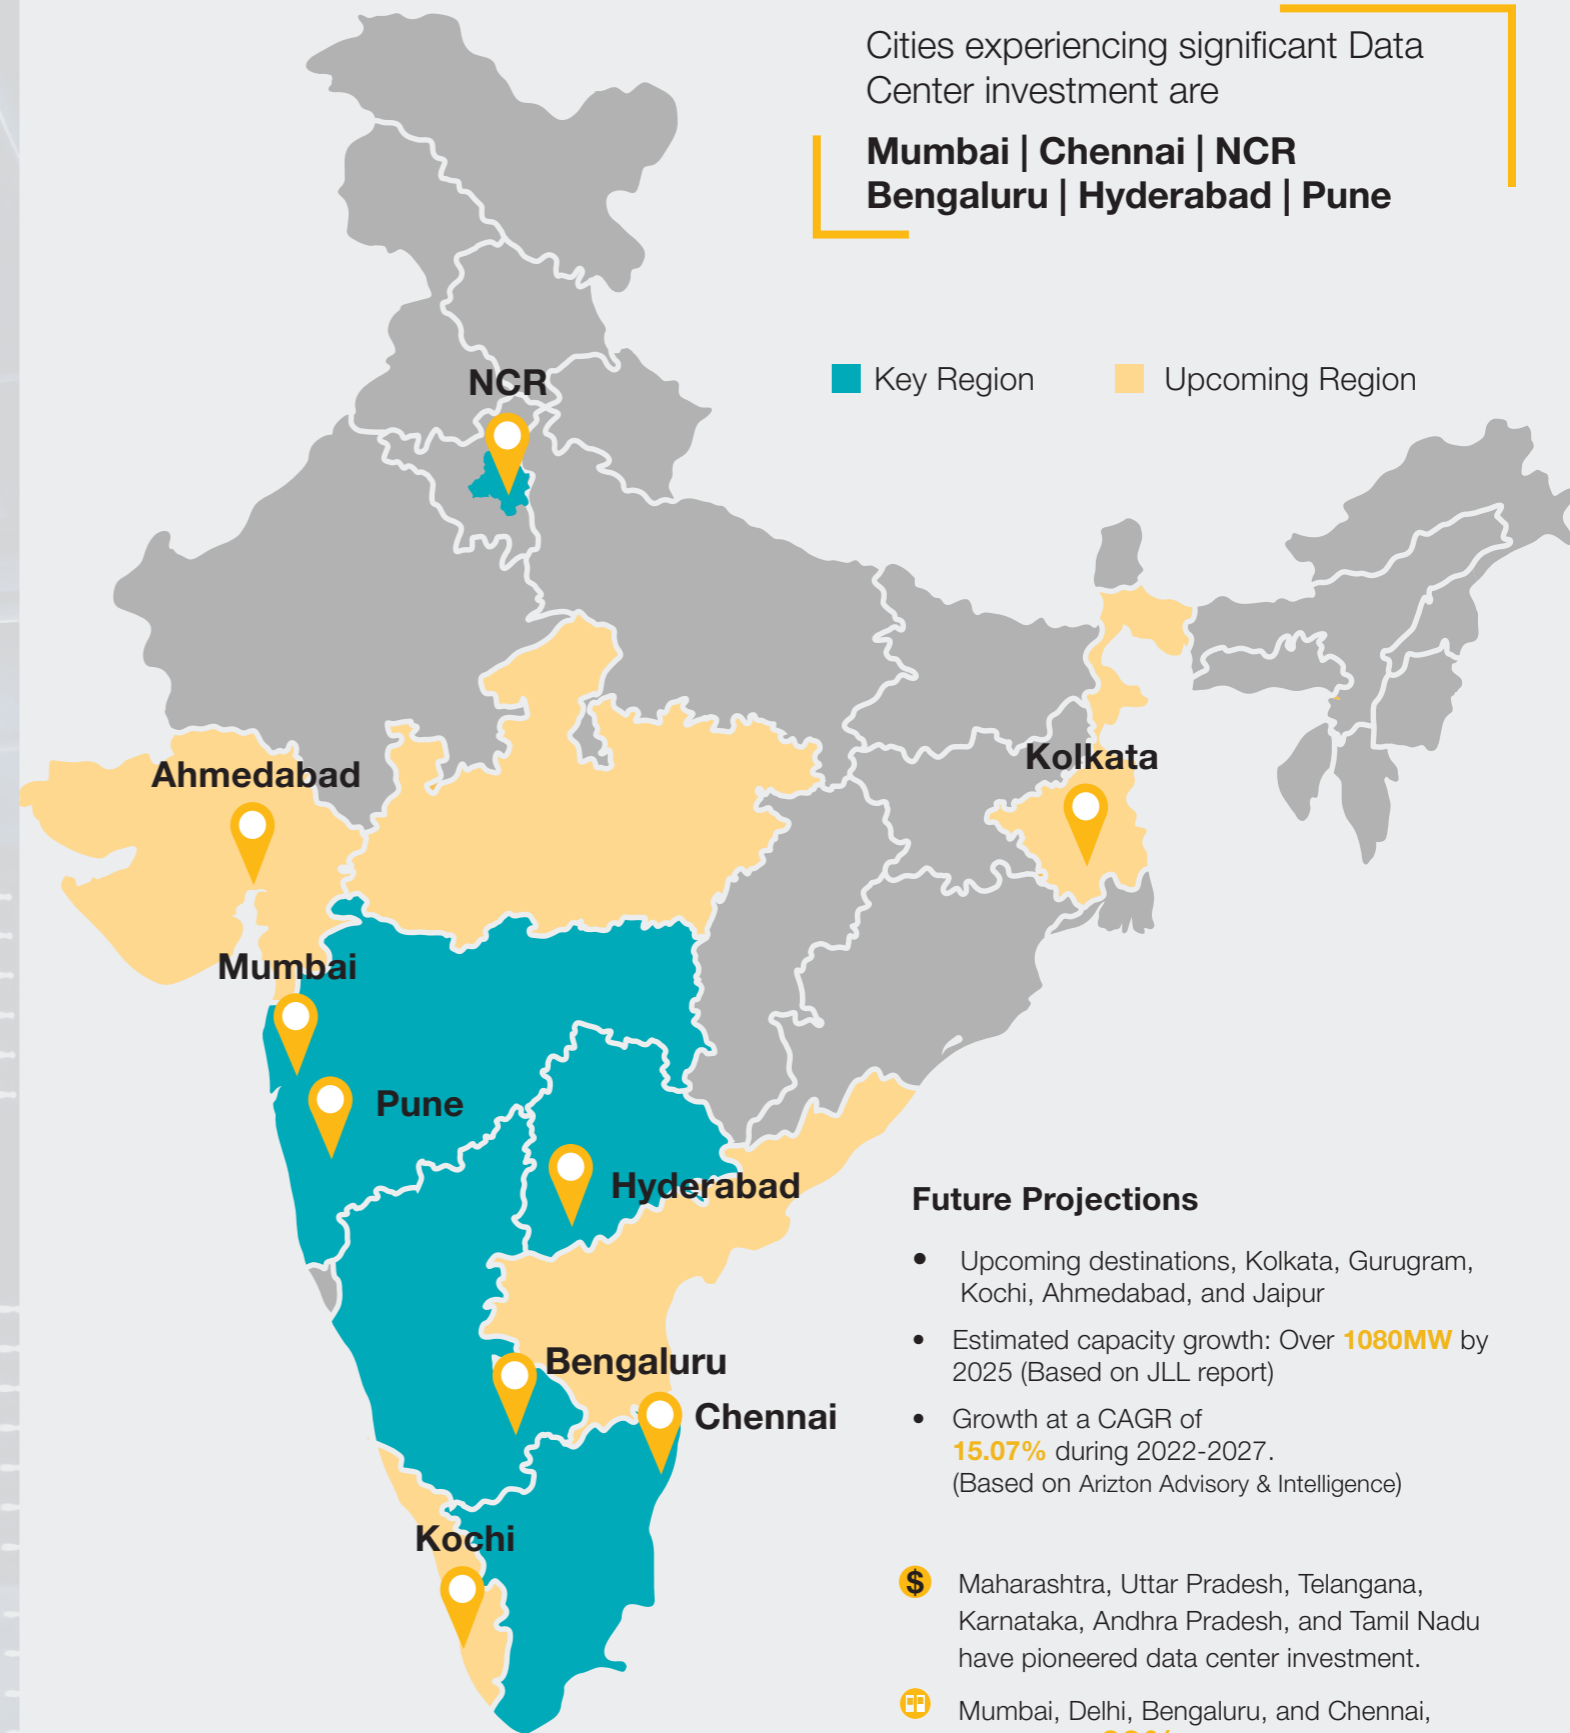 Cities experiencing significant Data
Center investment are
Mumbai | Chennai | NCR
Bengaluru | Hyderabad | Pune
Key Region
Upcoming Region
NCR
Kolkata
Ahmedabad
Mumbai
Pune
Hyderabad
Bengaluru
Chennai
Kochi
Future Projections
• Upcoming destinations, Kolkata, Gurugram,
Kochi, Ahmedabad, and Jaipur
• Estimated capacity growth: Over 1080MW by
2025 (Based on JLL report)
• Growth at a CAGR of
15.07% during 2022-2027.
(Based on Arizton Advisory & Intelligence)
$ Maharashtra, Uttar Pradesh, Telangana,
Karnataka, Andhra Pradesh, and Tamil Nadu
have pioneered data center investment.
Mumbai, Delhi, Bengaluru, and Chennai,